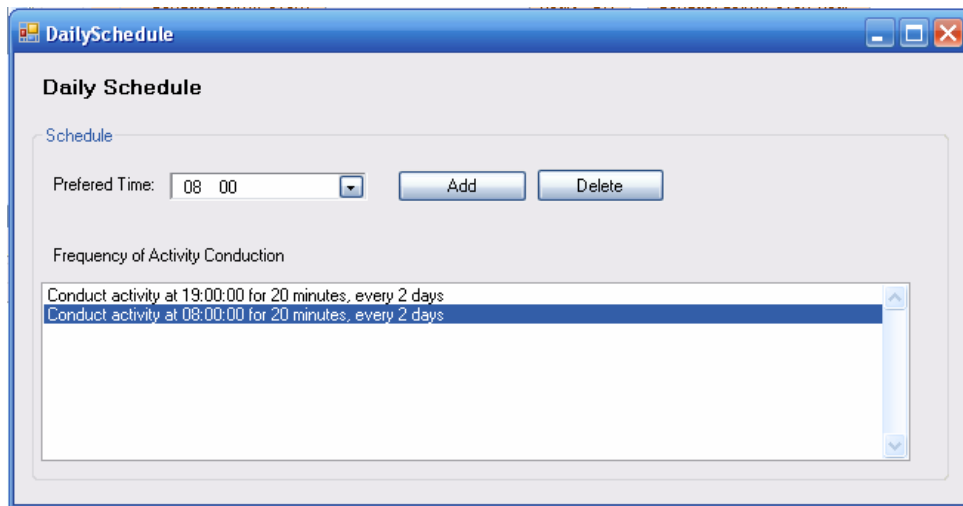 DailySchedule
Daily Schedule
Schedule
Prefered Time: 08 00 Add Delete
Frequency of Activity Conduction
Conduct activity at 19:00:00 for 20 minutes, every 2 days
Conduct activity at 08:00:00 for 20 minutes, every 2 days